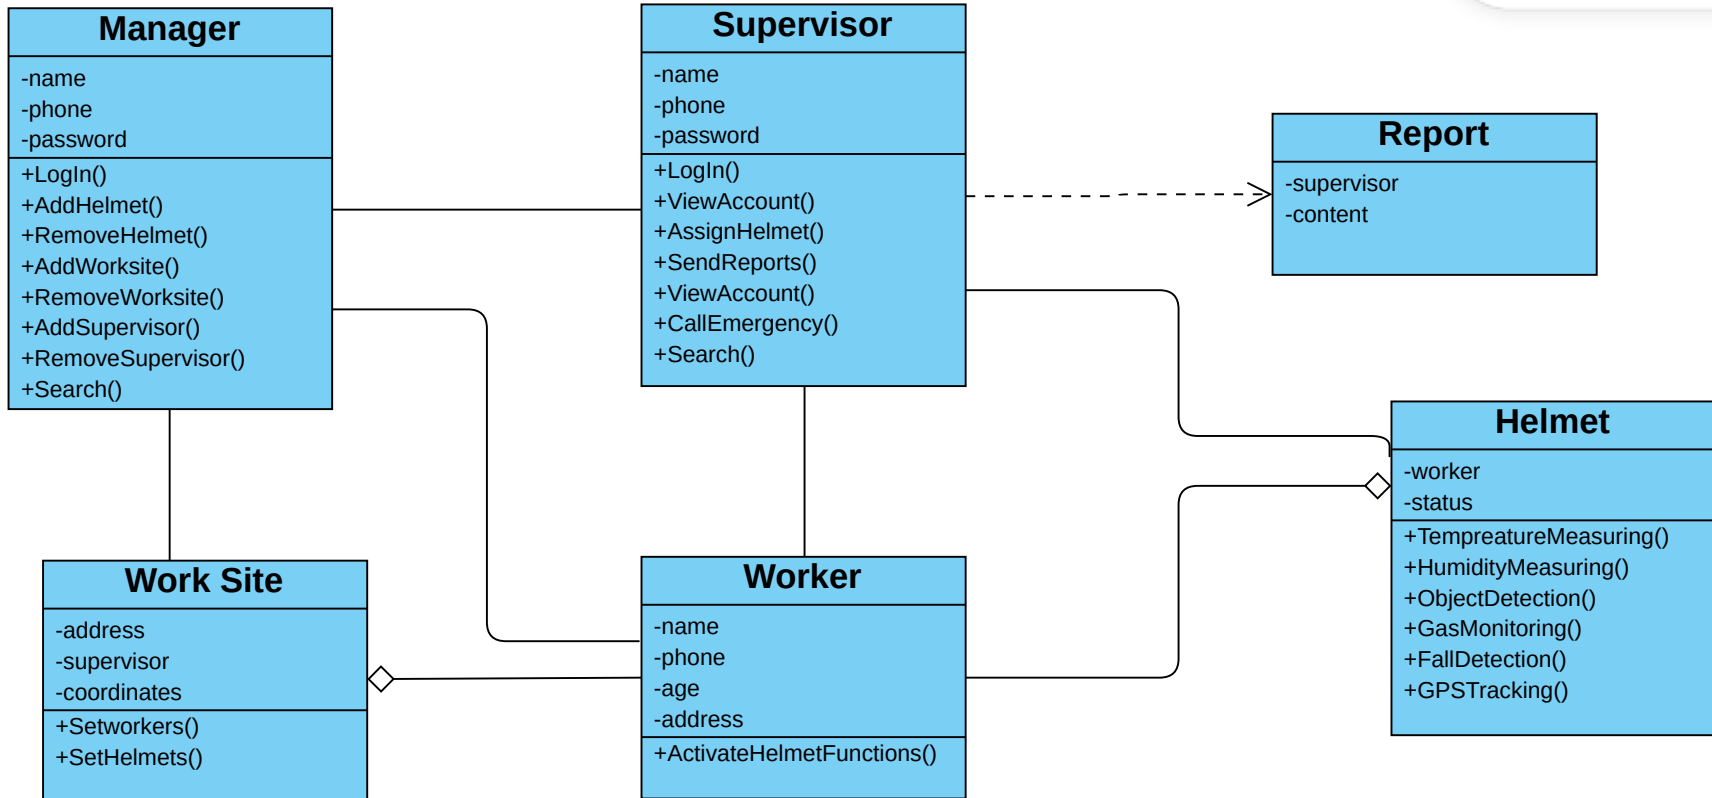 Manager
-name
-phone
-password
+LogIn()
+AddHelmet()
+RemoveHelmet()
+AddWorksite()
+RemoveWorksite()
+AddSupervisor()
+RemoveSupervisor()
+Search()
Supervisor
-name
-phone
-password
+LogIn()
+ViewAccount()
+AssignHelmet()
+SendReports()
+ViewAccount()
+CallEmergency()
+Search()
Report
-supervisor
-content
Helmet
-worker
-status
+TempreatureMeasuring()
+HumidityMeasuring()
+ObjectDetection()
+GasMonitoring()
+FallDetection()
+GPSTracking()
Work Site
-address
-supervisor
-coordinates
+Setworkers()
+SetHelmets()
Worker
-name
-phone
-age
-address
+ActivateHelmetFunctions()